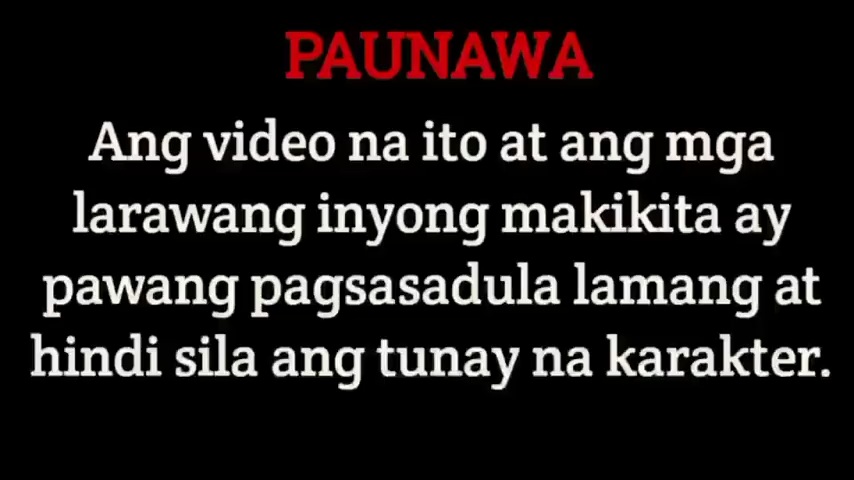 PAUNAWA
Ang video na ito at ang mga
larawang inyong makikita ay
pawang pagsasadula lamang at
hindi sila ang tunay na karakter.